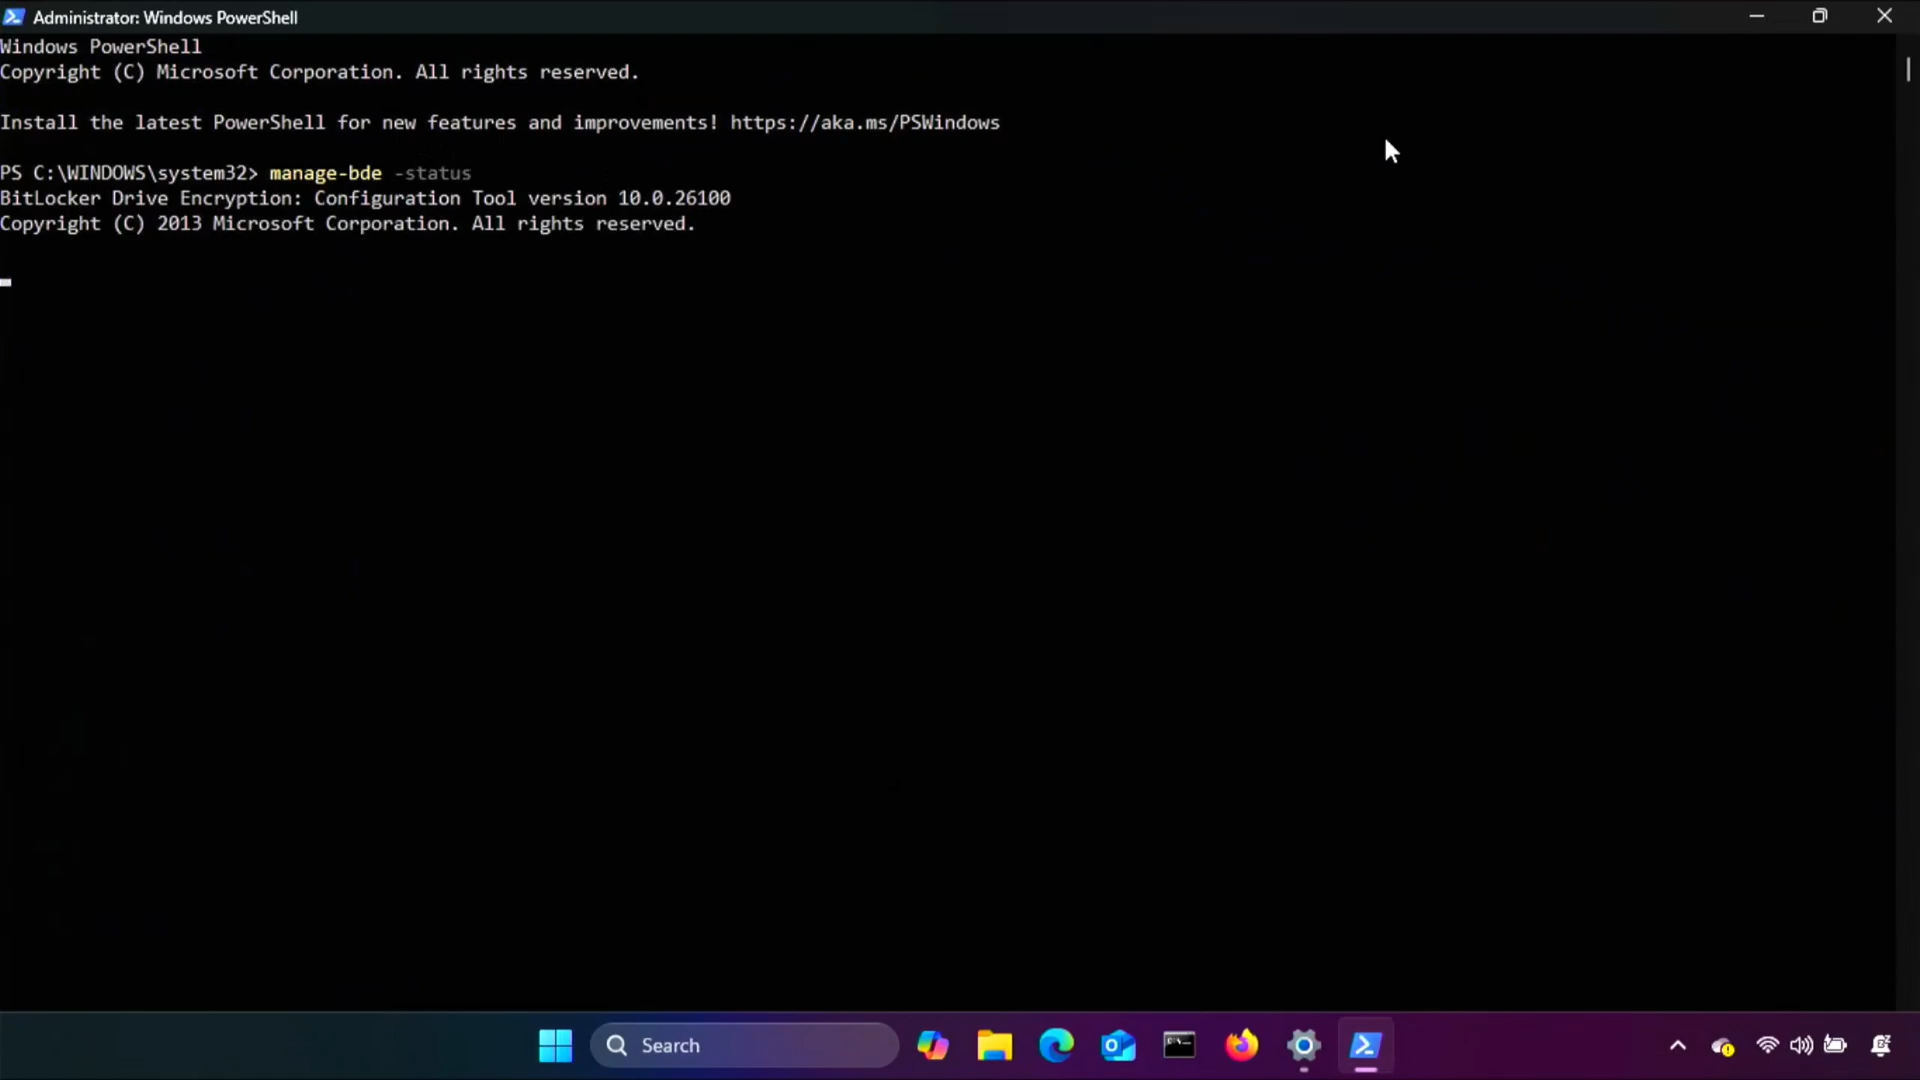 Administrator: Windows PowerShell
Windows PowerShell
Copyright (C) Microsoft Corporation. All rights reserved.
Install the latest PowerShell for new features and improvements! https://aka.ms/PSWindows
PS C:\WINDOWS\system32> manage-bde -status
BitLocker Drive Encryption: Configuration Tool version 10.0.26100
Copyright (C) 2013 Microsoft Corporation. All rights reserved.
Search